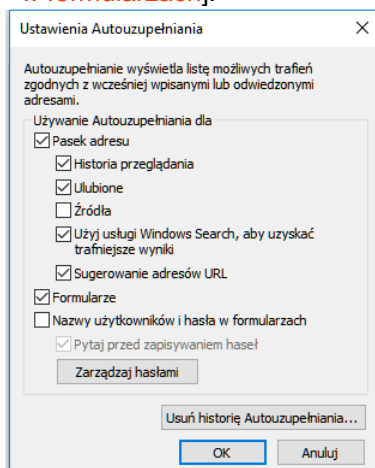 w formularzach].
Ustawienia Autouzupełniania
Autouzupełnianie wyświetla listę możliwych trafień
zgodnych z wcześniej wpisanymi lub odwiedzonymi
adresami.
Używanie Autouzupełniania dla
Pasek adresu
Historia przeglądania
Ulubione
Źródła
Użyj usługi Windows Search, aby uzyskać
trafniejsze wyniki
Sugerowanie adresów URL
Formularze
Nazwy użytkowników i hasła w formularzach
Pytaj przed zapisywaniem haseł
Zarządzaj hasłami
Usuń historię Autouzupełniania...
OK Anuluj